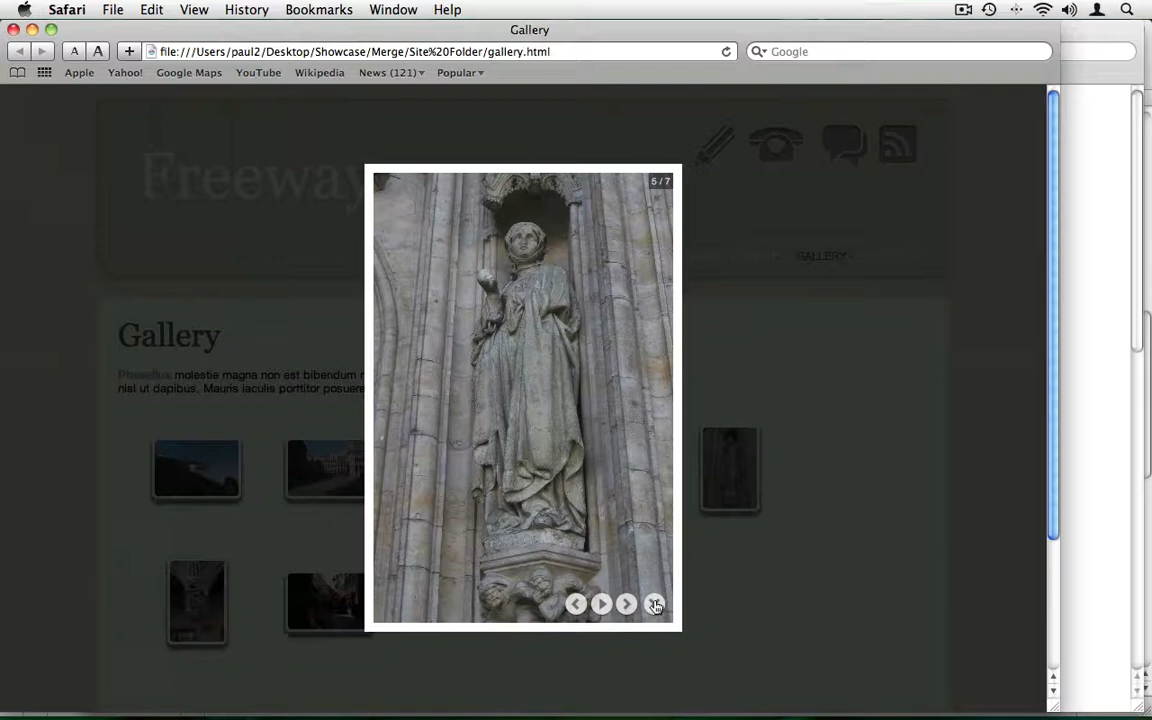 Safari File Edit View History Bookmarks Window Help
Gallery
A A + file:///Users/paul2/Desktop/Showcase/Merge/Site%20Folder/gallery.html Google
Apple Yahoo! Google Maps YouTube Wikipedia News (121) Popular
Freeway
5 / 7
GALLERY
Gallery
Phasellus molestie magna non est bibendum
nisl ut dapibus. Mauris iaculis porttitor posuere